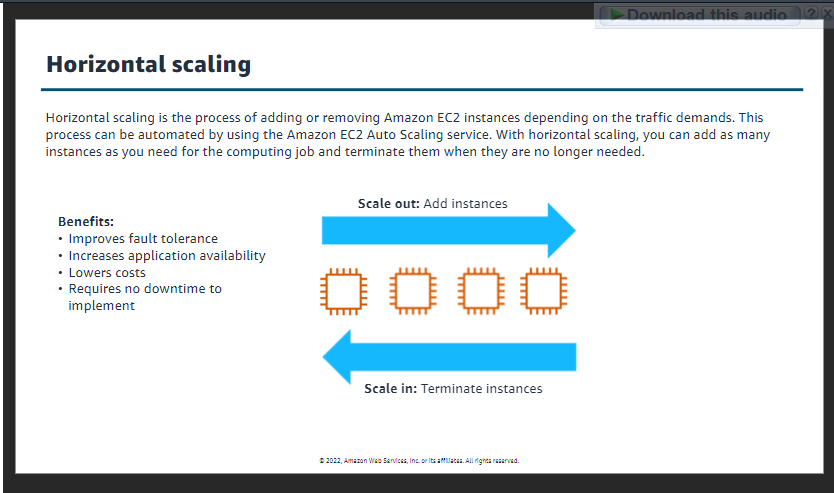 Download this audio ? X
Horizontal scaling
Horizontal scaling is the process of adding or removing Amazon EC2 instances depending on the traffic demands. This
process can be automated by using the Amazon EC2 Auto Scaling service. With horizontal scaling, you can add as many
instances as you need for the computing job and terminate them when they are no longer needed.
Scale out: Add instances
Benefits:
• Improves fault tolerance
• Increases application availability
• Lowers costs
• Requires no downtime to
implement
Scale in: Terminate instances
© 2022, Amazon Web Services, Inc. or its affiliates. All rights reserved.